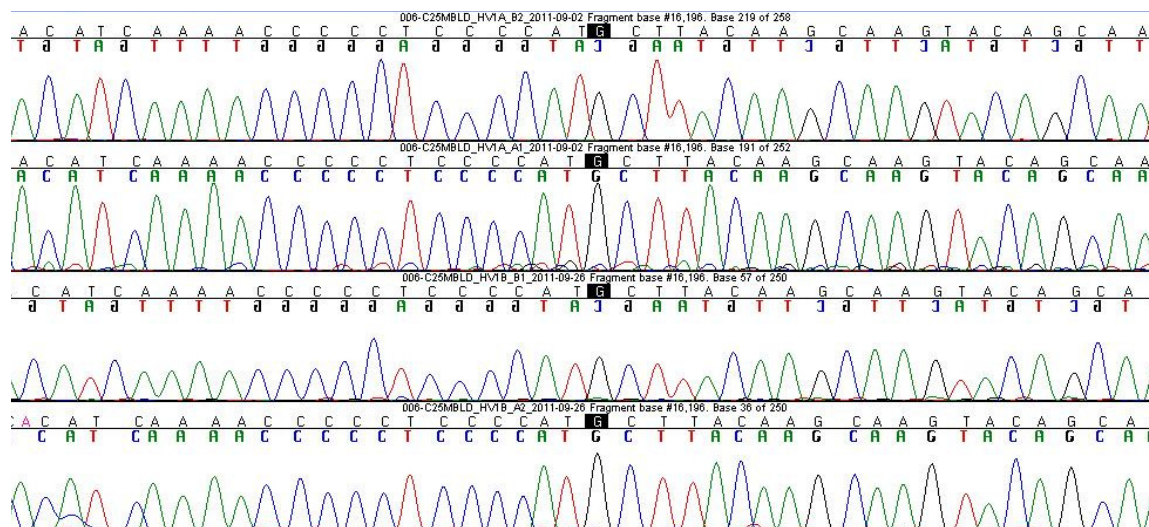 006-C25MBLD_HV1A_B2_2011-09-02 Fragment base #16,196. Base 219 of 258
A C A T C A A A A C C C C C T C C C C A T G C T T A C A A G C A A G T A C A G C A A
T G T A G T T T T G G G G G A G G G G T A C G A A T G T T C G T T C A T G T C G T T
006-C25MBLD_HV1A_A1_2011-09-02 Fragment base #16,196. Base 191 of 252
A C A T C A A A A C C C C C T C C C C A T G C T T A C A A G C A A G T A C A G C A A
A C A T C A A A A C C C C C T C C C C A T G C T T A C A A G C A A G T A C A G C A A
006-C25MBLD_HV1B_B1_2011-09-26 Fragment base #16,196. Base 57 of 250
C A T C A A A A C C C C C T C C C C A T G C T T A C A A G C A A G T A C A G C A
G T A G T T T T G G G G G A G G G G T A C G A A T G T T C G T T C A T G T C G T
006-C25MBLD_HV1B_A2_2011-09-26 Fragment base #16,196. Base 36 of 250
C A C A T C A A A A C C C C C T C C C C A T G C T T A C A A G C A A G T A C A G C A
C A T C A A A A C C C C C T C C C C A T G C T T A C A A G C A A G T A C A G C A A